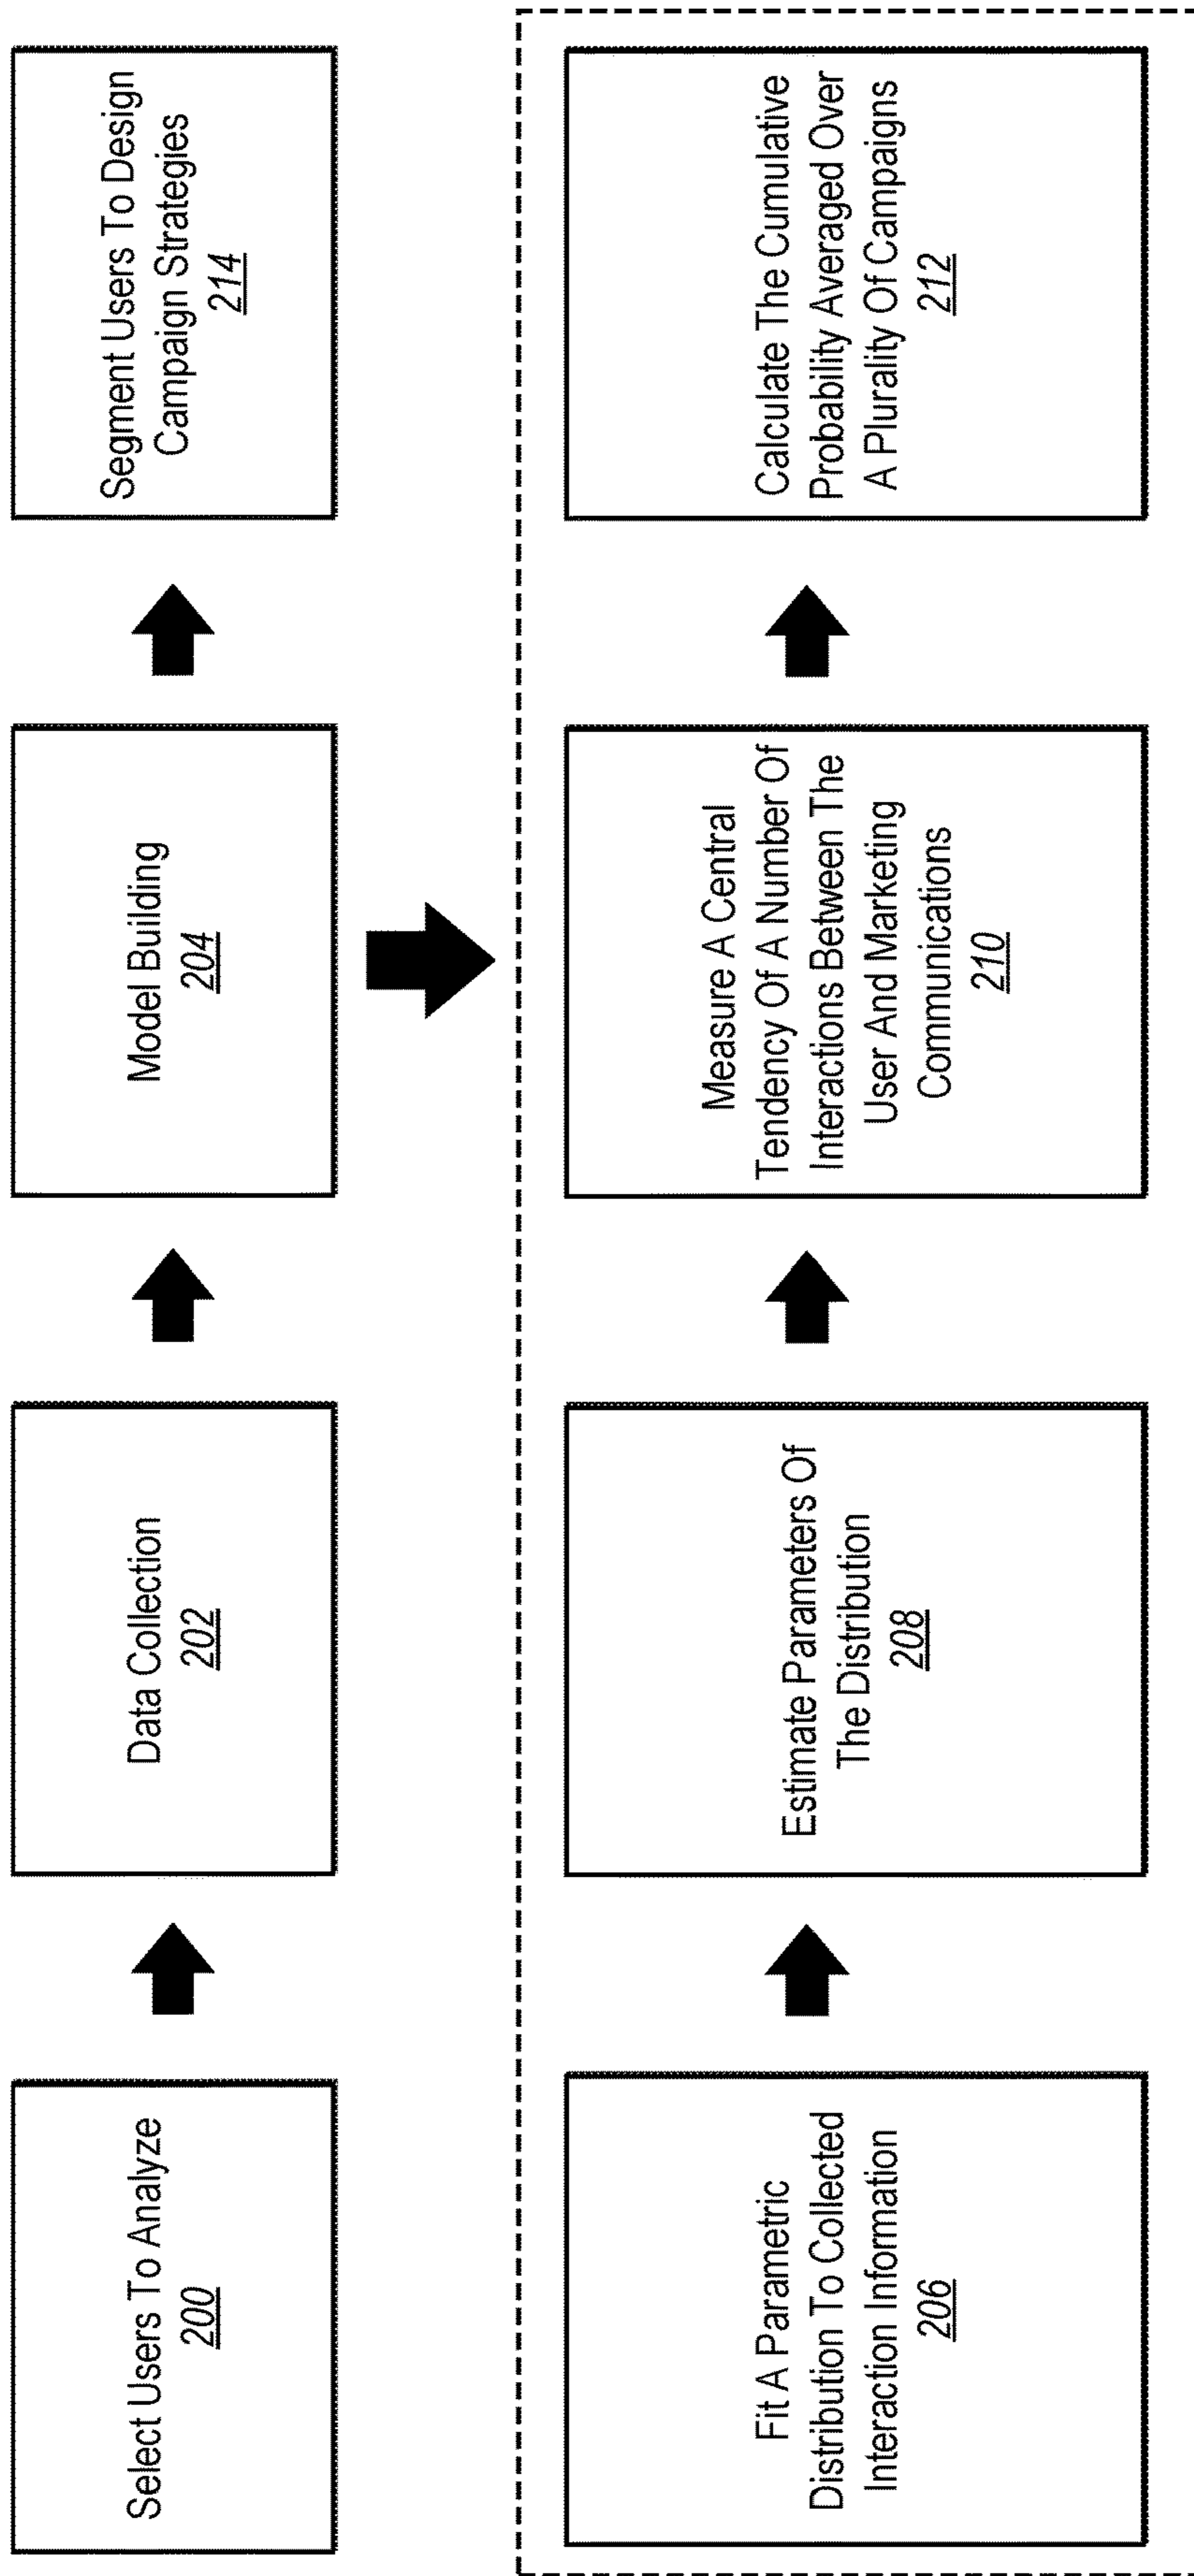 Select Users To Analyze
200
Data Collection
202
Model Building
204
Segment Users To Design
Campaign Strategies
214
Fit A Parametric
Distribution To Collected
Interaction Information
206
Estimate Parameters Of
The Distribution
208
Measure A Central
Tendency Of A Number Of
Interactions Between The
User And Marketing
Communications
210
Calculate The Cumulative
Probability Averaged Over
A Plurality Of Campaigns
212